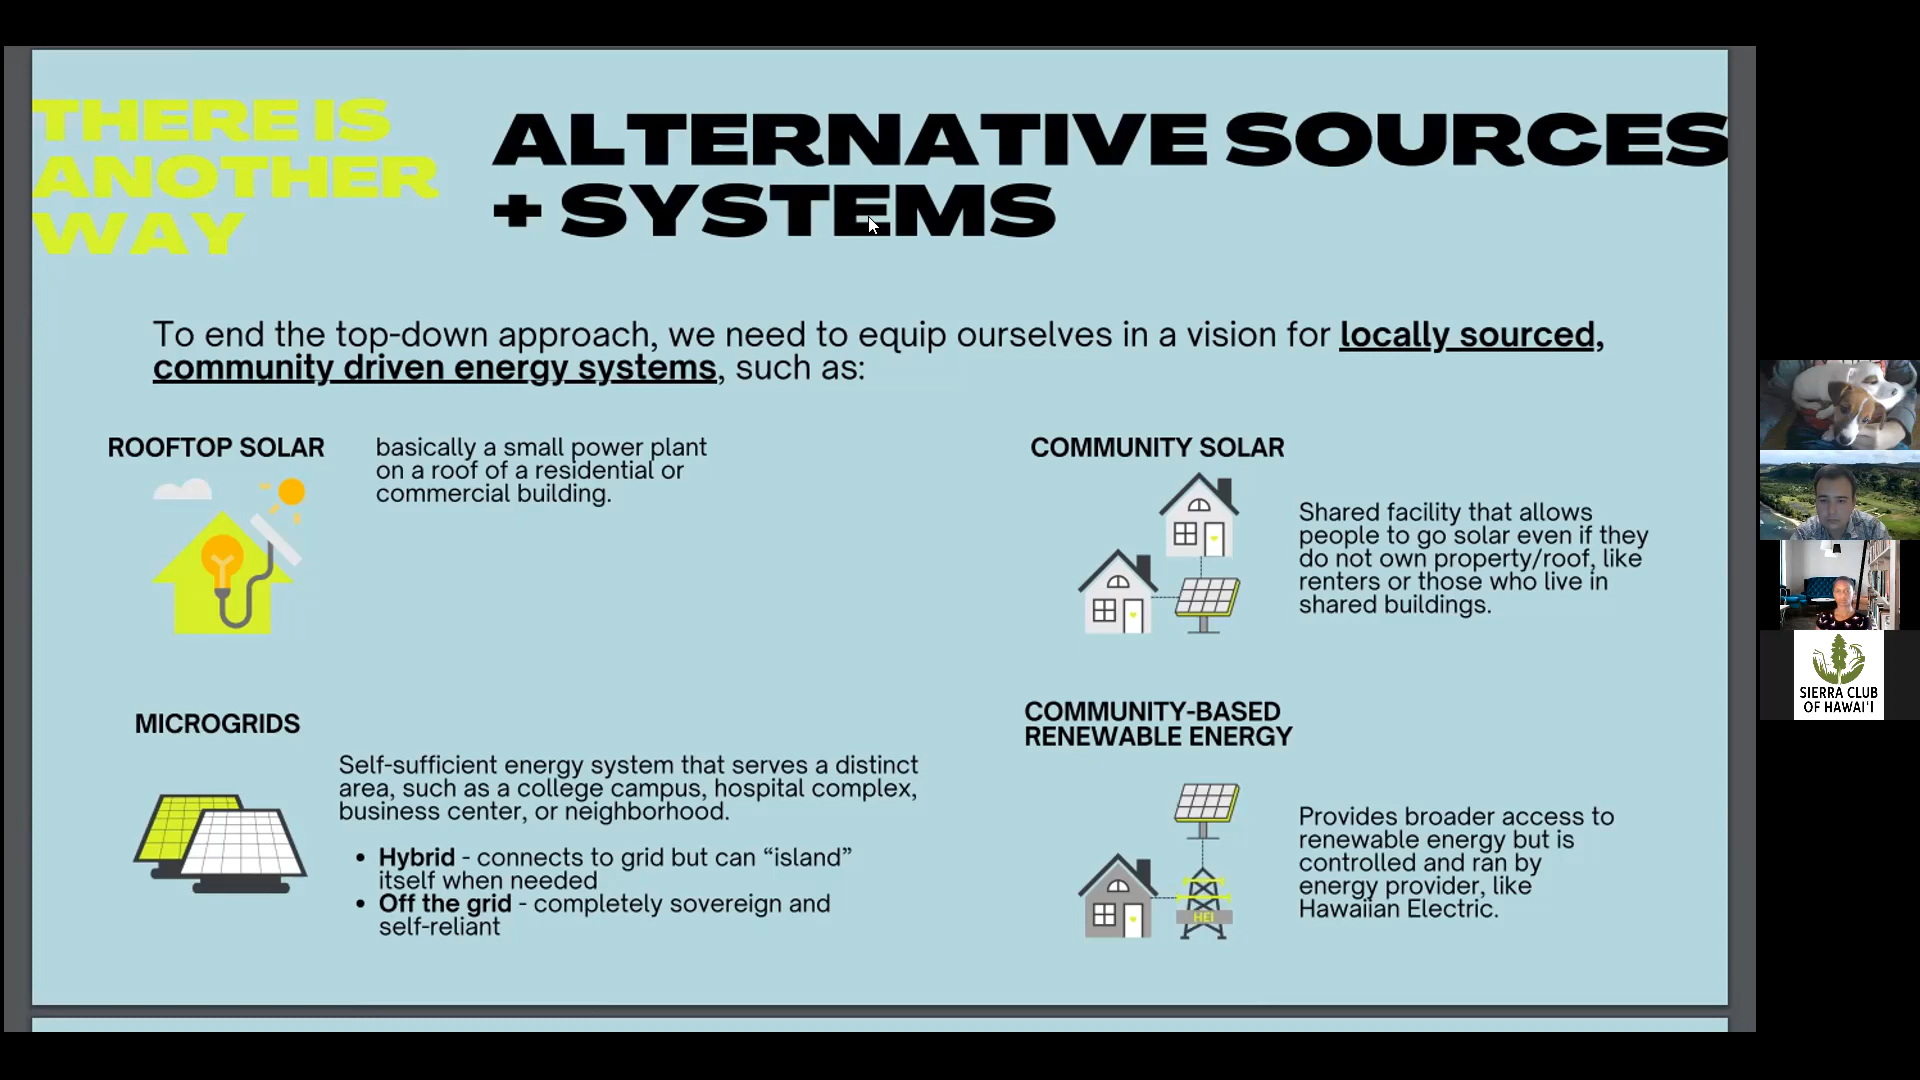 THERE IS
ANOTHER
WAY
ALTERNATIVE SOURCES
+ SYSTEMS
To end the top-down approach, we need to equip ourselves in a vision for locally sourced,
community driven energy systems, such as:
ROOFTOP SOLAR
basically a small power plant
on a roof of a residential or
commercial building.
COMMUNITY SOLAR
Shared facility that allows
people to go solar even if they
do not own property/roof, like
renters or those who live in
shared buildings.
MICROGRIDS
Self-sufficient energy system that serves a distinct
area, such as a college campus, hospital complex,
business center, or neighborhood.
• Hybrid - connects to grid but can “island”
itself when needed
• Off the grid - completely sovereign and
self-reliant
COMMUNITY-BASED
RENEWABLE ENERGY
Provides broader access to
renewable energy but is
controlled and ran by
energy provider, like
Hawaiian Electric.
HEI
SIERRA CLUB
OF HAWAIʻI